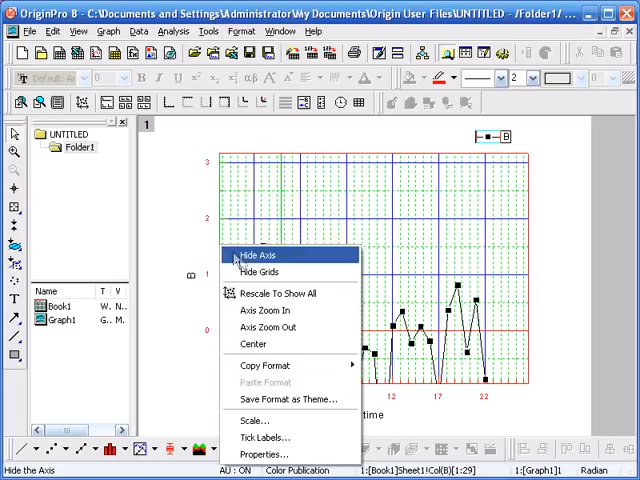 OriginPro 8 - C:\Documents and Settings\Administrator\My Documents\Origin User Files\UNTITLED - /Folder1/ - ...
File Edit View Graph Data Analysis Tools Format Window Help
Default: Ar 0 B I U
2 0
UNTITLED
Folder1
Name T V
Book1 W.. N...
Graph1 G.. M...
1
B
3
2
1
0
B
12 17 22
time
Hide Axis
Hide Grids
Rescale To Show All
Axis Zoom In
Axis Zoom Out
Center
Copy Format
Paste Format
Save Format as Theme...
Scale...
Tick Labels...
Properties...
Hide the Axis
AU : ON Color Publication 1:[Book1]Sheet1!Col(B)[1:29] 1:[Graph1]1 Radian